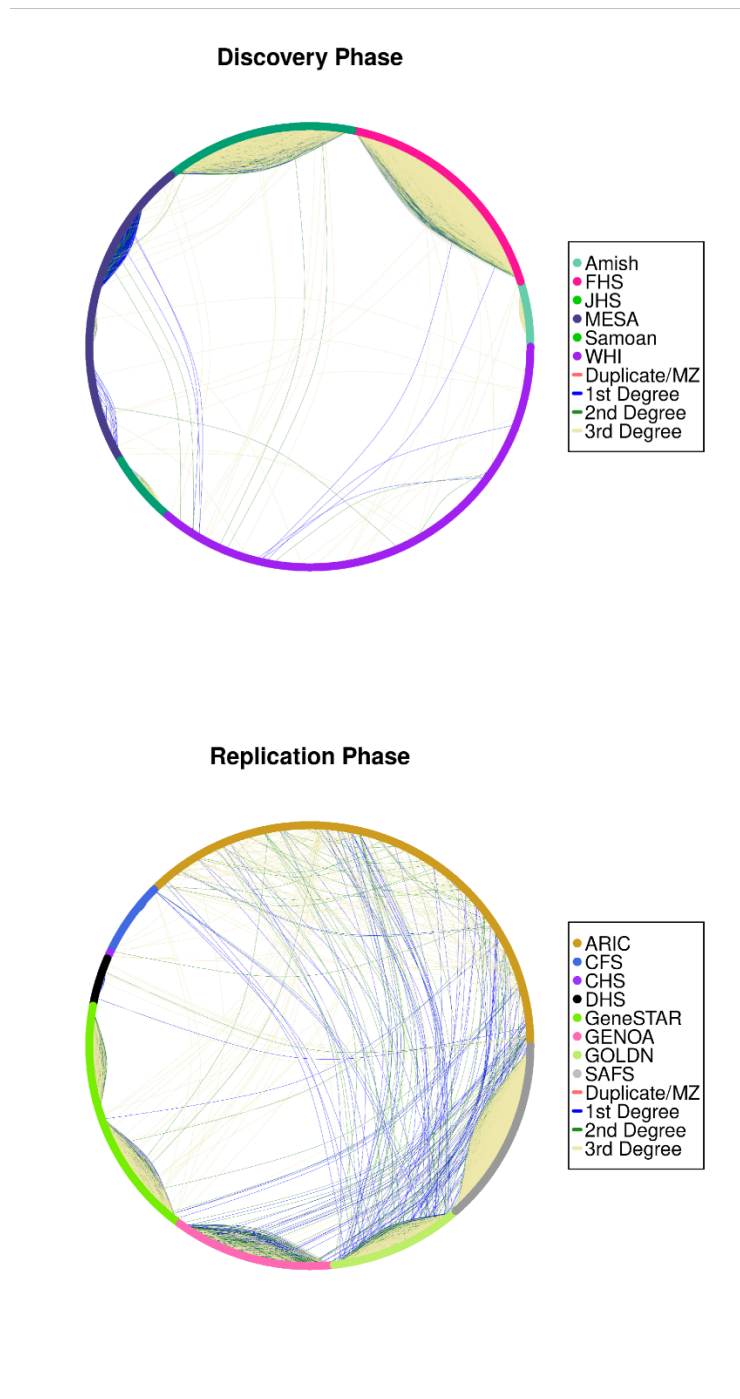 Discovery Phase
Amish
FHS
JHS
MESA
Samoan
WHI
Duplicate/MZ
1st Degree
2nd Degree
3rd Degree
Replication Phase
ARIC
CFS
CHS
DHS
GeneSTAR
GENOA
GOLDN
SAFS
Duplicate/MZ
1st Degree
2nd Degree
3rd Degree